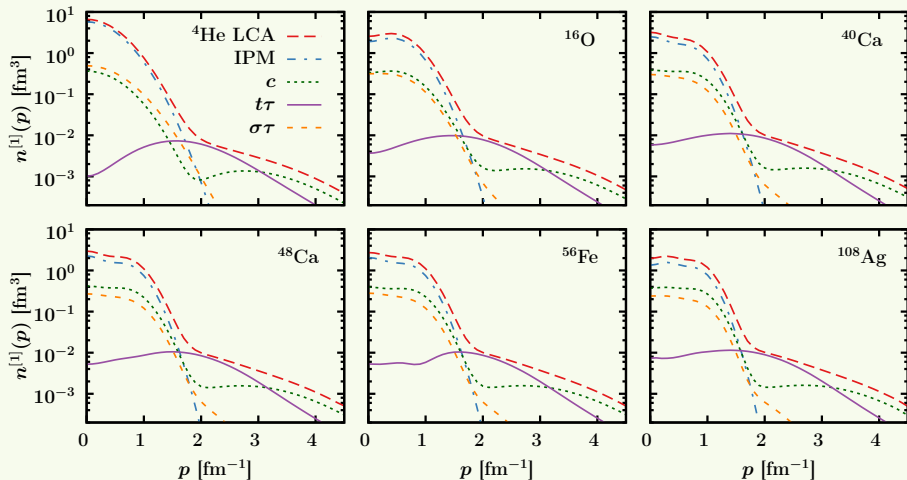 10¹
10⁰
10⁻¹
10⁻²
10⁻³
n^[1](p) [fm³]
⁴He LCA
IPM
c
tτ
στ
¹⁶O
⁴⁰Ca
10¹
10⁰
10⁻¹
10⁻²
10⁻³
n^[1](p) [fm³]
⁴⁸Ca
⁵⁶Fe
¹⁰⁸Ag
0 1 2 3 4 0 1 2 3 4 0 1 2 3 4
p [fm⁻¹] p [fm⁻¹] p [fm⁻¹]